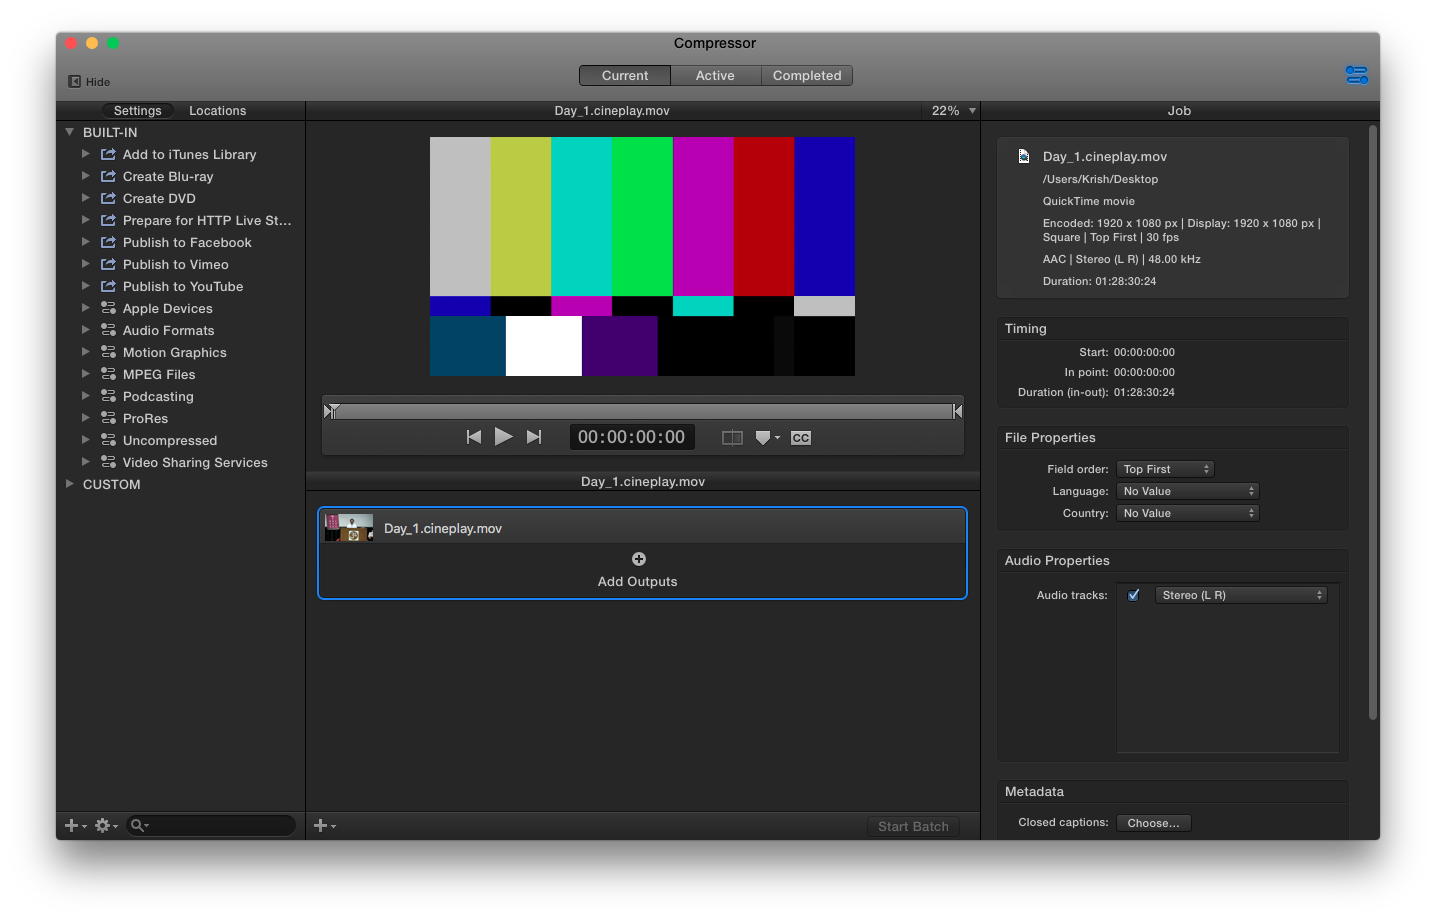 Compressor
Hide
Current
Active
Completed
Settings
Locations
BUILT-IN
Add to iTunes Library
Create Blu-ray
Create DVD
Prepare for HTTP Live St...
Publish to Facebook
Publish to Vimeo
Publish to YouTube
Apple Devices
Audio Formats
Motion Graphics
MPEG Files
Podcasting
ProRes
Uncompressed
Video Sharing Services
CUSTOM
Day_1.cineplay.mov
22%
00:00:00:00
CC
Day_1.cineplay.mov
Day_1.cineplay.mov
Add Outputs
Start Batch
Job
Day_1.cineplay.mov
/Users/Krish/Desktop
QuickTime movie
Encoded: 1920 x 1080 px | Display: 1920 x 1080 px |
Square | Top First | 30 fps
AAC | Stereo (L R) | 48.00 kHz
Duration: 01:28:30:24
Timing
Start: 00:00:00:00
In point: 00:00:00:00
Duration (in-out): 01:28:30:24
File Properties
Field order: Top First
Language: No Value
Country: No Value
Audio Properties
Audio tracks: Stereo (L R)
Metadata
Closed captions: Choose...